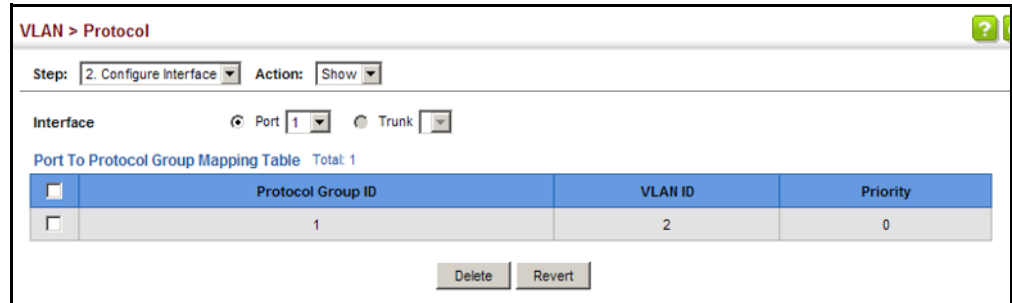 VLAN > Protocol
?
Step: 2. Configure Interface Action: Show
Interface Port 1 Trunk
Port To Protocol Group Mapping Table Total: 1
Protocol Group ID VLAN ID Priority
1 2 0
Delete Revert